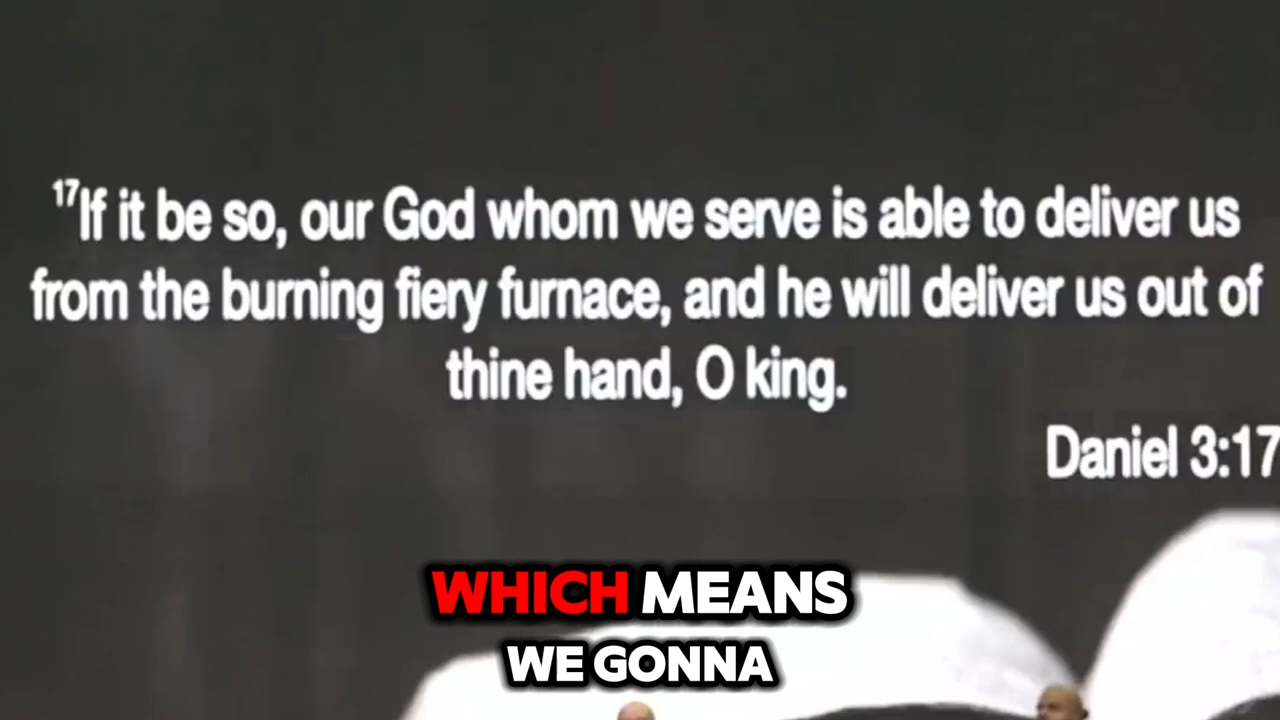 17If it be so, our God whom we serve is able to deliver us
from the burning fiery furnace, and he will deliver us out of
thine hand, O king.
Daniel 3:17
WHICH MEANS
WE GONNA